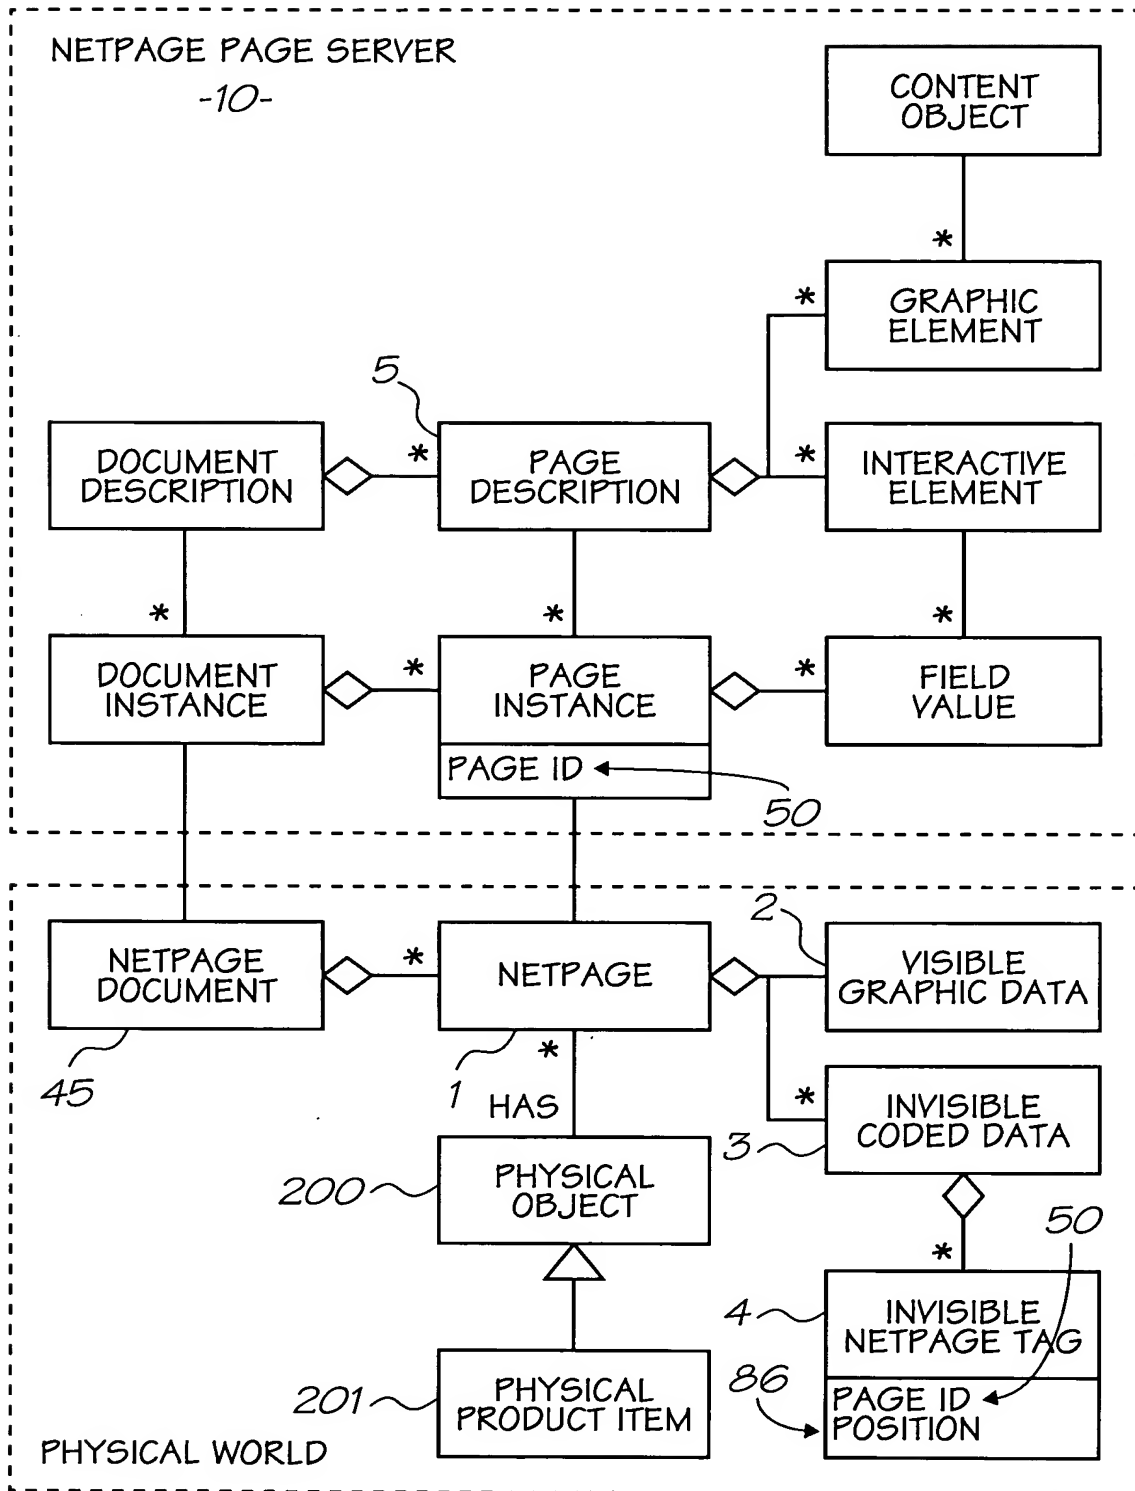 NETPAGE PAGE SERVER
-10-
CONTENT
OBJECT
*
*
GRAPHIC
ELEMENT
5
DOCUMENT
DESCRIPTION
*
PAGE
DESCRIPTION
*
INTERACTIVE
ELEMENT
*
*
*
DOCUMENT
INSTANCE
*
PAGE
INSTANCE
*
FIELD
VALUE
PAGE ID
50
2
NETPAGE
DOCUMENT
*
NETPAGE
VISIBLE
GRAPHIC DATA
45
1
*
HAS
*
3
INVISIBLE
CODED DATA
200
PHYSICAL
OBJECT
50
*
4
INVISIBLE
NETPAGE TAG
86
PAGE ID
POSITION
201
PHYSICAL
PRODUCT ITEM
PHYSICAL WORLD